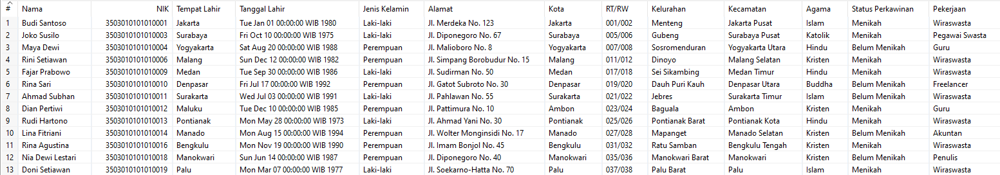 # Nama NIK Tempat Lahir Tanggal Lahir Jenis Kelamin Alamat Kota RT/RW Kelurahan Kecamatan Agama Status Perkawinan Pekerjaan
1 Budi Santoso 3503010101010001 Jakarta Tue Jan 01 00:00:00 WIB 1980 Laki-laki Jl. Merdeka No. 123 Jakarta 001/002 Menteng Jakarta Pusat Islam Menikah Wiraswasta
2 Joko Susilo 3503010101010003 Surabaya Fri Oct 10 00:00:00 WIB 1975 Laki-laki Jl. Diponegoro No. 67 Surabaya 005/006 Gubeng Surabaya Pusat Katolik Menikah Pegawai Swasta
3 Maya Dewi 3503010101010004 Yogyakarta Sat Aug 20 00:00:00 WIB 1988 Perempuan Jl. Malioboro No. 8 Yogyakarta 007/008 Sosromenduran Yogyakarta Utara Hindu Belum Menikah Guru
4 Rini Setiawan 3503010101010006 Malang Sun Dec 12 00:00:00 WIB 1982 Perempuan Jl. Simpang Borobudur No. 15 Malang 011/012 Dinoyo Malang Selatan Kristen Menikah Wiraswasta
5 Fajar Prabowo 3503010101010009 Medan Tue Sep 30 00:00:00 WIB 1986 Laki-laki Jl. Sudirman No. 50 Medan 017/018 Sei Sikambing Medan Timur Hindu Menikah Wiraswasta
6 Rina Sari 3503010101010010 Denpasar Fri Jul 17 00:00:00 WIB 1992 Perempuan Jl. Gatot Subroto No. 30 Denpasar 019/020 Dauh Puri Kauh Denpasar Utara Buddha Belum Menikah Freelancer
7 Ahmad Subhan 3503010101010011 Surakarta Wed Jul 03 00:00:00 WIB 1991 Laki-laki Jl. Pahlawan No. 55 Surakarta 021/022 Jebres Surakarta Timur Islam Belum Menikah Wiraswasta
8 Dian Pertiwi 3503010101010012 Maluku Tue Dec 10 00:00:00 WIB 1985 Perempuan Jl. Pattimura No. 10 Ambon 023/024 Baguala Ambon Kristen Menikah Guru
9 Rudi Hartono 3503010101010013 Pontianak Mon May 28 00:00:00 WIB 1973 Laki-laki Jl. Ahmad Yani No. 30 Pontianak 025/026 Pontianak Barat Pontianak Kota Hindu Menikah Wiraswasta
10 Lina Fitriani 3503010101010014 Manado Mon Aug 15 00:00:00 WIB 1994 Perempuan Jl. Wolter Monginsidi No. 17 Manado 027/028 Mapanget Manado Selatan Kristen Belum Menikah Akuntan
11 Rina Agustina 3503010101010016 Bengkulu Mon Nov 19 00:00:00 WIB 1990 Perempuan Jl. Imam Bonjol No. 45 Bengkulu 031/032 Ratu Samban Bengkulu Tengah Kristen Menikah Wiraswasta
12 Nia Dewi Lestari 3503010101010018 Manokwari Sun Jun 14 00:00:00 WIB 1987 Perempuan Jl. Diponegoro No. 40 Manokwari 035/036 Manokwari Barat Manokwari Kristen Belum Menikah Penulis
13 Doni Setiawan 3503010101010019 Palu Mon Mar 07 00:00:00 WIB 1977 Laki-laki Jl. Soekarno-Hatta No. 70 Palu 037/038 Palu Barat Palu Islam Menikah Wiraswasta